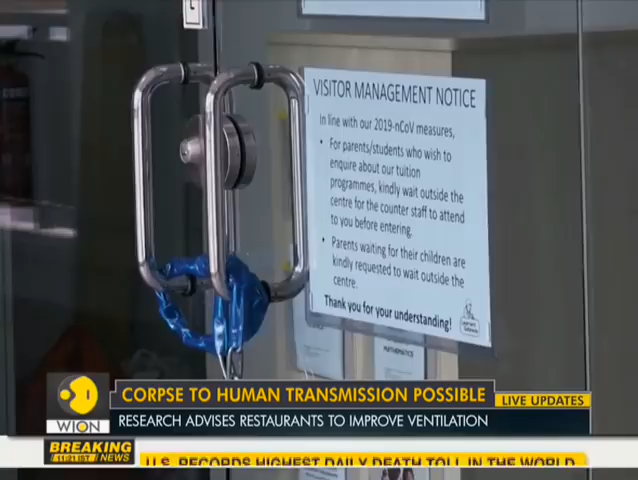 VISITOR MANAGEMENT NOTICE
In line with our 2019-nCoV measures,
• For parents/students who wish to
enquire about our tuition
programmes, kindly wait outside the
centre for the counter staff to attend
to you before entering.
• Parents waiting for their children are
kindly requested to wait outside the
centre.
Thank you for your understanding!
MATHEMATICS
CORPSE TO HUMAN TRANSMISSION POSSIBLE
LIVE UPDATES
WION
RESEARCH ADVISES RESTAURANTS TO IMPROVE VENTILATION
BREAKING
NEWS
U.S. RECORDS HIGHEST DAILY DEATH TOLL IN THE WORLD